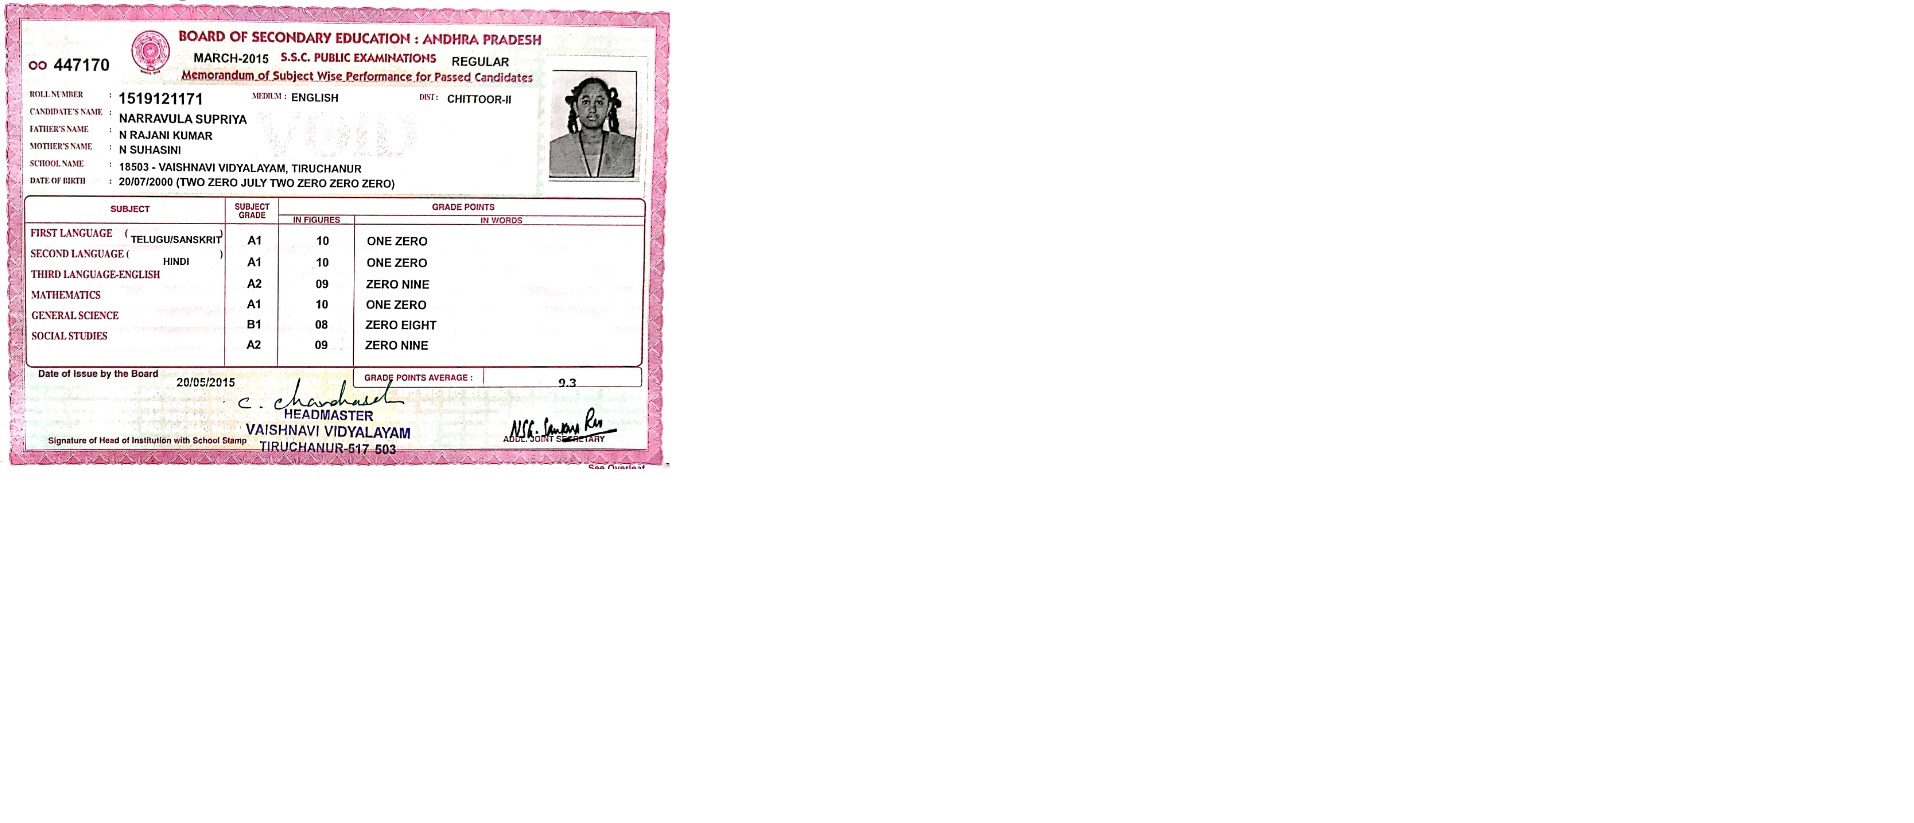 BOARD OF SECONDARY EDUCATION : ANDHRA PRADESH
MARCH-2015 S.S.C. PUBLIC EXAMINATIONS REGULAR
OO 447170
Memorandum of Subject Wise Performance for Passed Candidates
ROLL NUMBER : 1519121171 MEDIUM : ENGLISH DIST : CHITTOOR-II
CANDIDATE'S NAME : NARRAVULA SUPRIYA
FATHER'S NAME : N RAJANI KUMAR
MOTHER'S NAME : N SUHASINI
SCHOOL NAME : 18503 - VAISHNAVI VIDYALAYAM, TIRUCHANUR
DATE OF BIRTH : 20/07/2000 (TWO ZERO JULY TWO ZERO ZERO ZERO)
VOID
SUBJECT SUBJECT GRADE GRADE POINTS
IN FIGURES IN WORDS
FIRST LANGUAGE ( TELUGU/SANSKRIT ) A1 10 ONE ZERO
SECOND LANGUAGE ( HINDI ) A1 10 ONE ZERO
THIRD LANGUAGE-ENGLISH A2 09 ZERO NINE
MATHEMATICS A1 10 ONE ZERO
GENERAL SCIENCE B1 08 ZERO EIGHT
SOCIAL STUDIES A2 09 ZERO NINE
Date of Issue by the Board 20/05/2015 GRADE POINTS AVERAGE : 9.3
C. Chandrasek
HEADMASTER
VAISHNAVI VIDYALAYAM
TIRUCHANUR-517 503
Signature of Head of Institution with School Stamp
ADDL. JOINT SECRETARY
See Overleaf